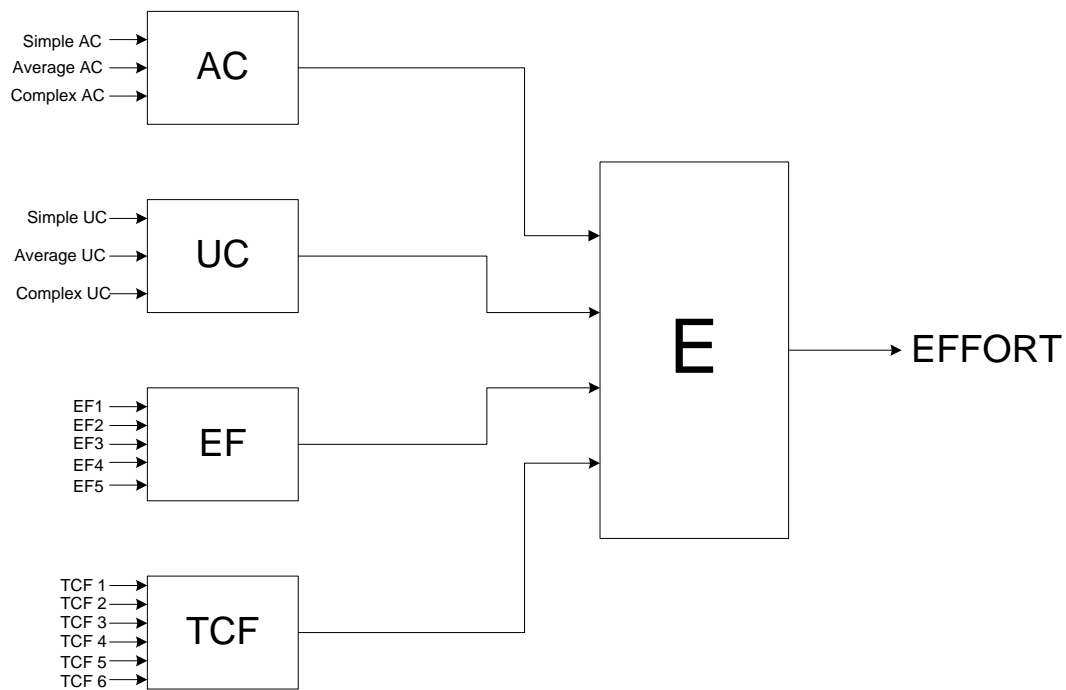 Simple AC
Average AC
Complex AC
AC
Simple UC
Average UC
Complex UC
UC
EF1
EF2
EF3
EF4
EF5
EF
TCF 1
TCF 2
TCF 3
TCF 4
TCF 5
TCF 6
TCF
E
EFFORT